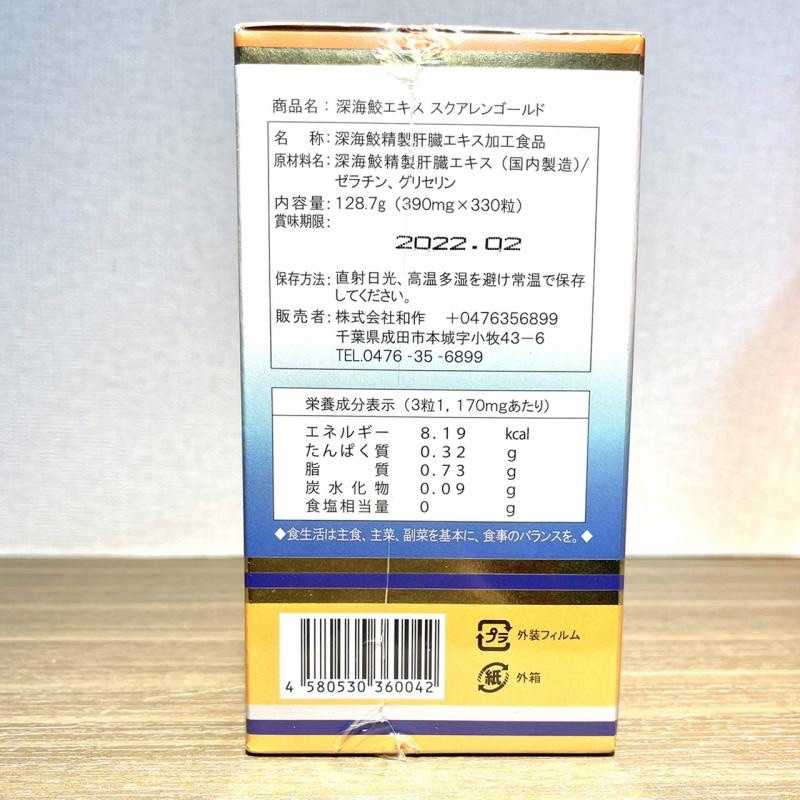 商品名：深海鮫エキス スクアレンゴールド
名　称：深海鮫精製肝臓エキス加工食品
原材料名：深海鮫精製肝臓エキス（国内製造）/
ゼラチン、グリセリン
内容量：128.7g（390mg×330粒）
賞味期限：
2022.02
保存方法：直射日光、高温多湿を避け常温で保存
してください。
販売者：株式会社和作　+0476356899
千葉県成田市本城字小牧43－6
TEL.0476 -35 -6899
栄養成分表示（3粒1，170mgあたり）
エネルギー　8.19　kcal
たんぱく質　0.32　g
脂　質　0.73　g
炭水化物　0.09　g
食塩相当量　0　g
◆食生活は主食、主菜、副菜を基本に、食事のバランスを。◆
プラ 外装フィルム
紙 外箱
4 580530 360042